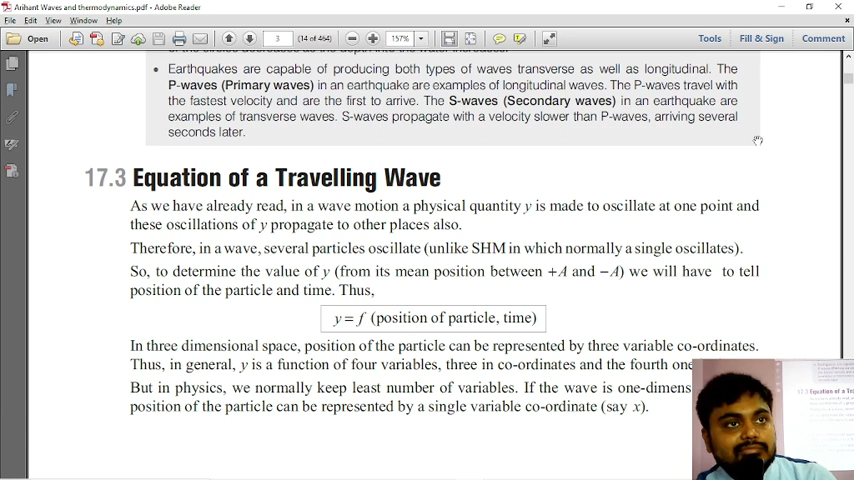 Arihant Waves and thermodynamics.pdf - Adobe Reader
File Edit View Window Help
Open 3 (14 of 464) 157% Tools Fill & Sign Comment
Earthquakes are capable of producing both types of waves transverse as well as longitudinal. The
P-waves (Primary waves) in an earthquake are examples of longitudinal waves. The P-waves travel with
the fastest velocity and are the first to arrive. The S-waves (Secondary waves) in an earthquake are
examples of transverse waves. S-waves propagate with a velocity slower than P-waves, arriving several
seconds later.
17.3 Equation of a Travelling Wave
As we have already read, in a wave motion a physical quantity y is made to oscillate at one point and
these oscillations of y propagate to other places also.
Therefore, in a wave, several particles oscillate (unlike SHM in which normally a single oscillates).
So, to determine the value of y (from its mean position between +A and −A) we will have to tell
position of the particle and time. Thus,
y = f (position of particle, time)
In three dimensional space, position of the particle can be represented by three variable co-ordinates.
Thus, in general, y is a function of four variables, three in co-ordinates and the fourth one
But in physics, we normally keep least number of variables. If the wave is one-dimens
position of the particle can be represented by a single variable co-ordinate (say x).